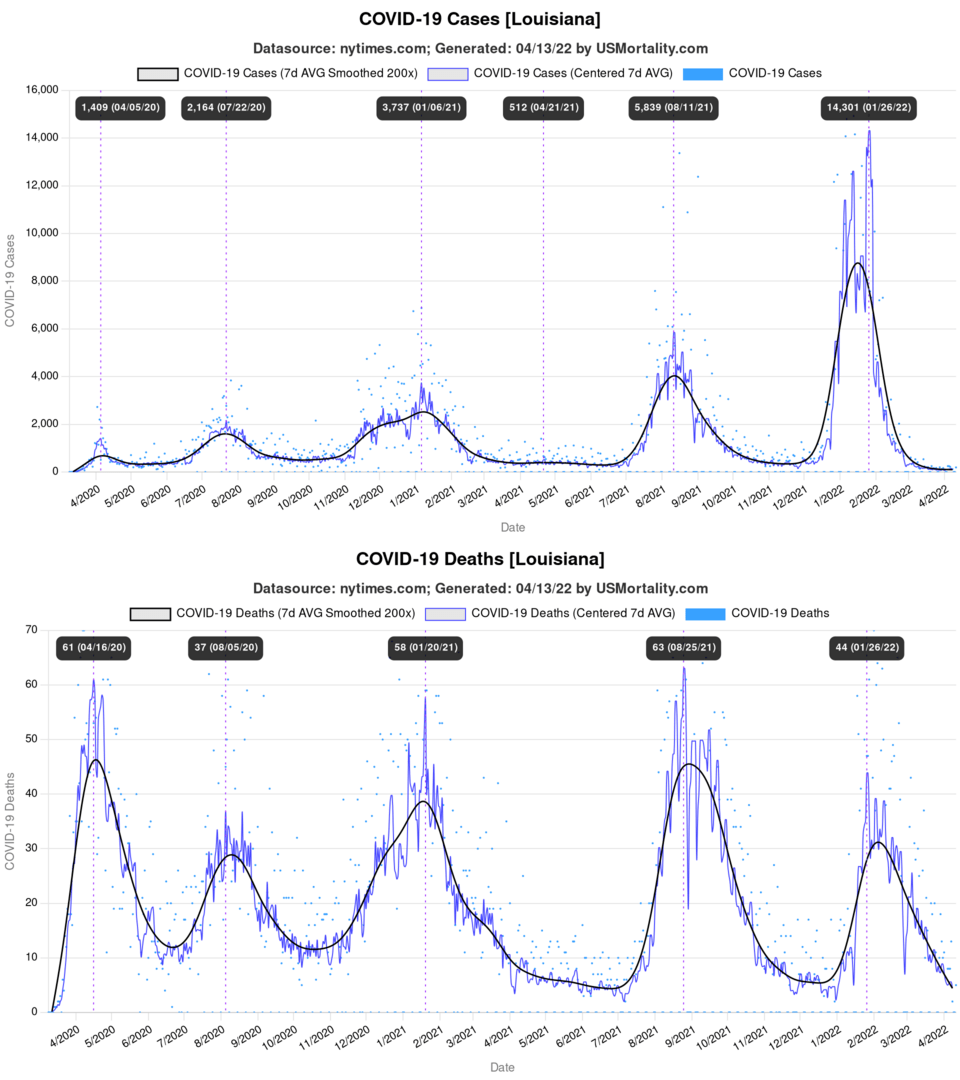 COVID-19 Cases [Louisiana]
Datasource: nytimes.com; Generated: 04/13/22 by USMortality.com
COVID-19 Cases (7d AVG Smoothed 200x) COVID-19 Cases (Centered 7d AVG) COVID-19 Cases
16,000
1,409 (04/05/20) 2,164 (07/22/20) 3,737 (01/06/21) 512 (04/21/21) 5,839 (08/11/21) 14,301 (01/26/22)
14,000
12,000
10,000
8,000
6,000
4,000
2,000
0
COVID-19 Cases
4/2020 5/2020 6/2020 7/2020 8/2020 9/2020 10/2020 11/2020 12/2020 1/2021 2/2021 3/2021 4/2021 5/2021 6/2021 7/2021 8/2021 9/2021 10/2021 11/2021 12/2021 1/2022 2/2022 3/2022 4/2022
Date
COVID-19 Deaths [Louisiana]
Datasource: nytimes.com; Generated: 04/13/22 by USMortality.com
COVID-19 Deaths (7d AVG Smoothed 200x) COVID-19 Deaths (Centered 7d AVG) COVID-19 Deaths
70
61 (04/16/20) 37 (08/05/20) 58 (01/20/21) 63 (08/25/21) 44 (01/26/22)
60
50
40
30
20
10
0
COVID-19 Deaths
4/2020 5/2020 6/2020 7/2020 8/2020 9/2020 10/2020 11/2020 12/2020 1/2021 2/2021 3/2021 4/2021 5/2021 6/2021 7/2021 8/2021 9/2021 10/2021 11/2021 12/2021 1/2022 2/2022 3/2022 4/2022
Date